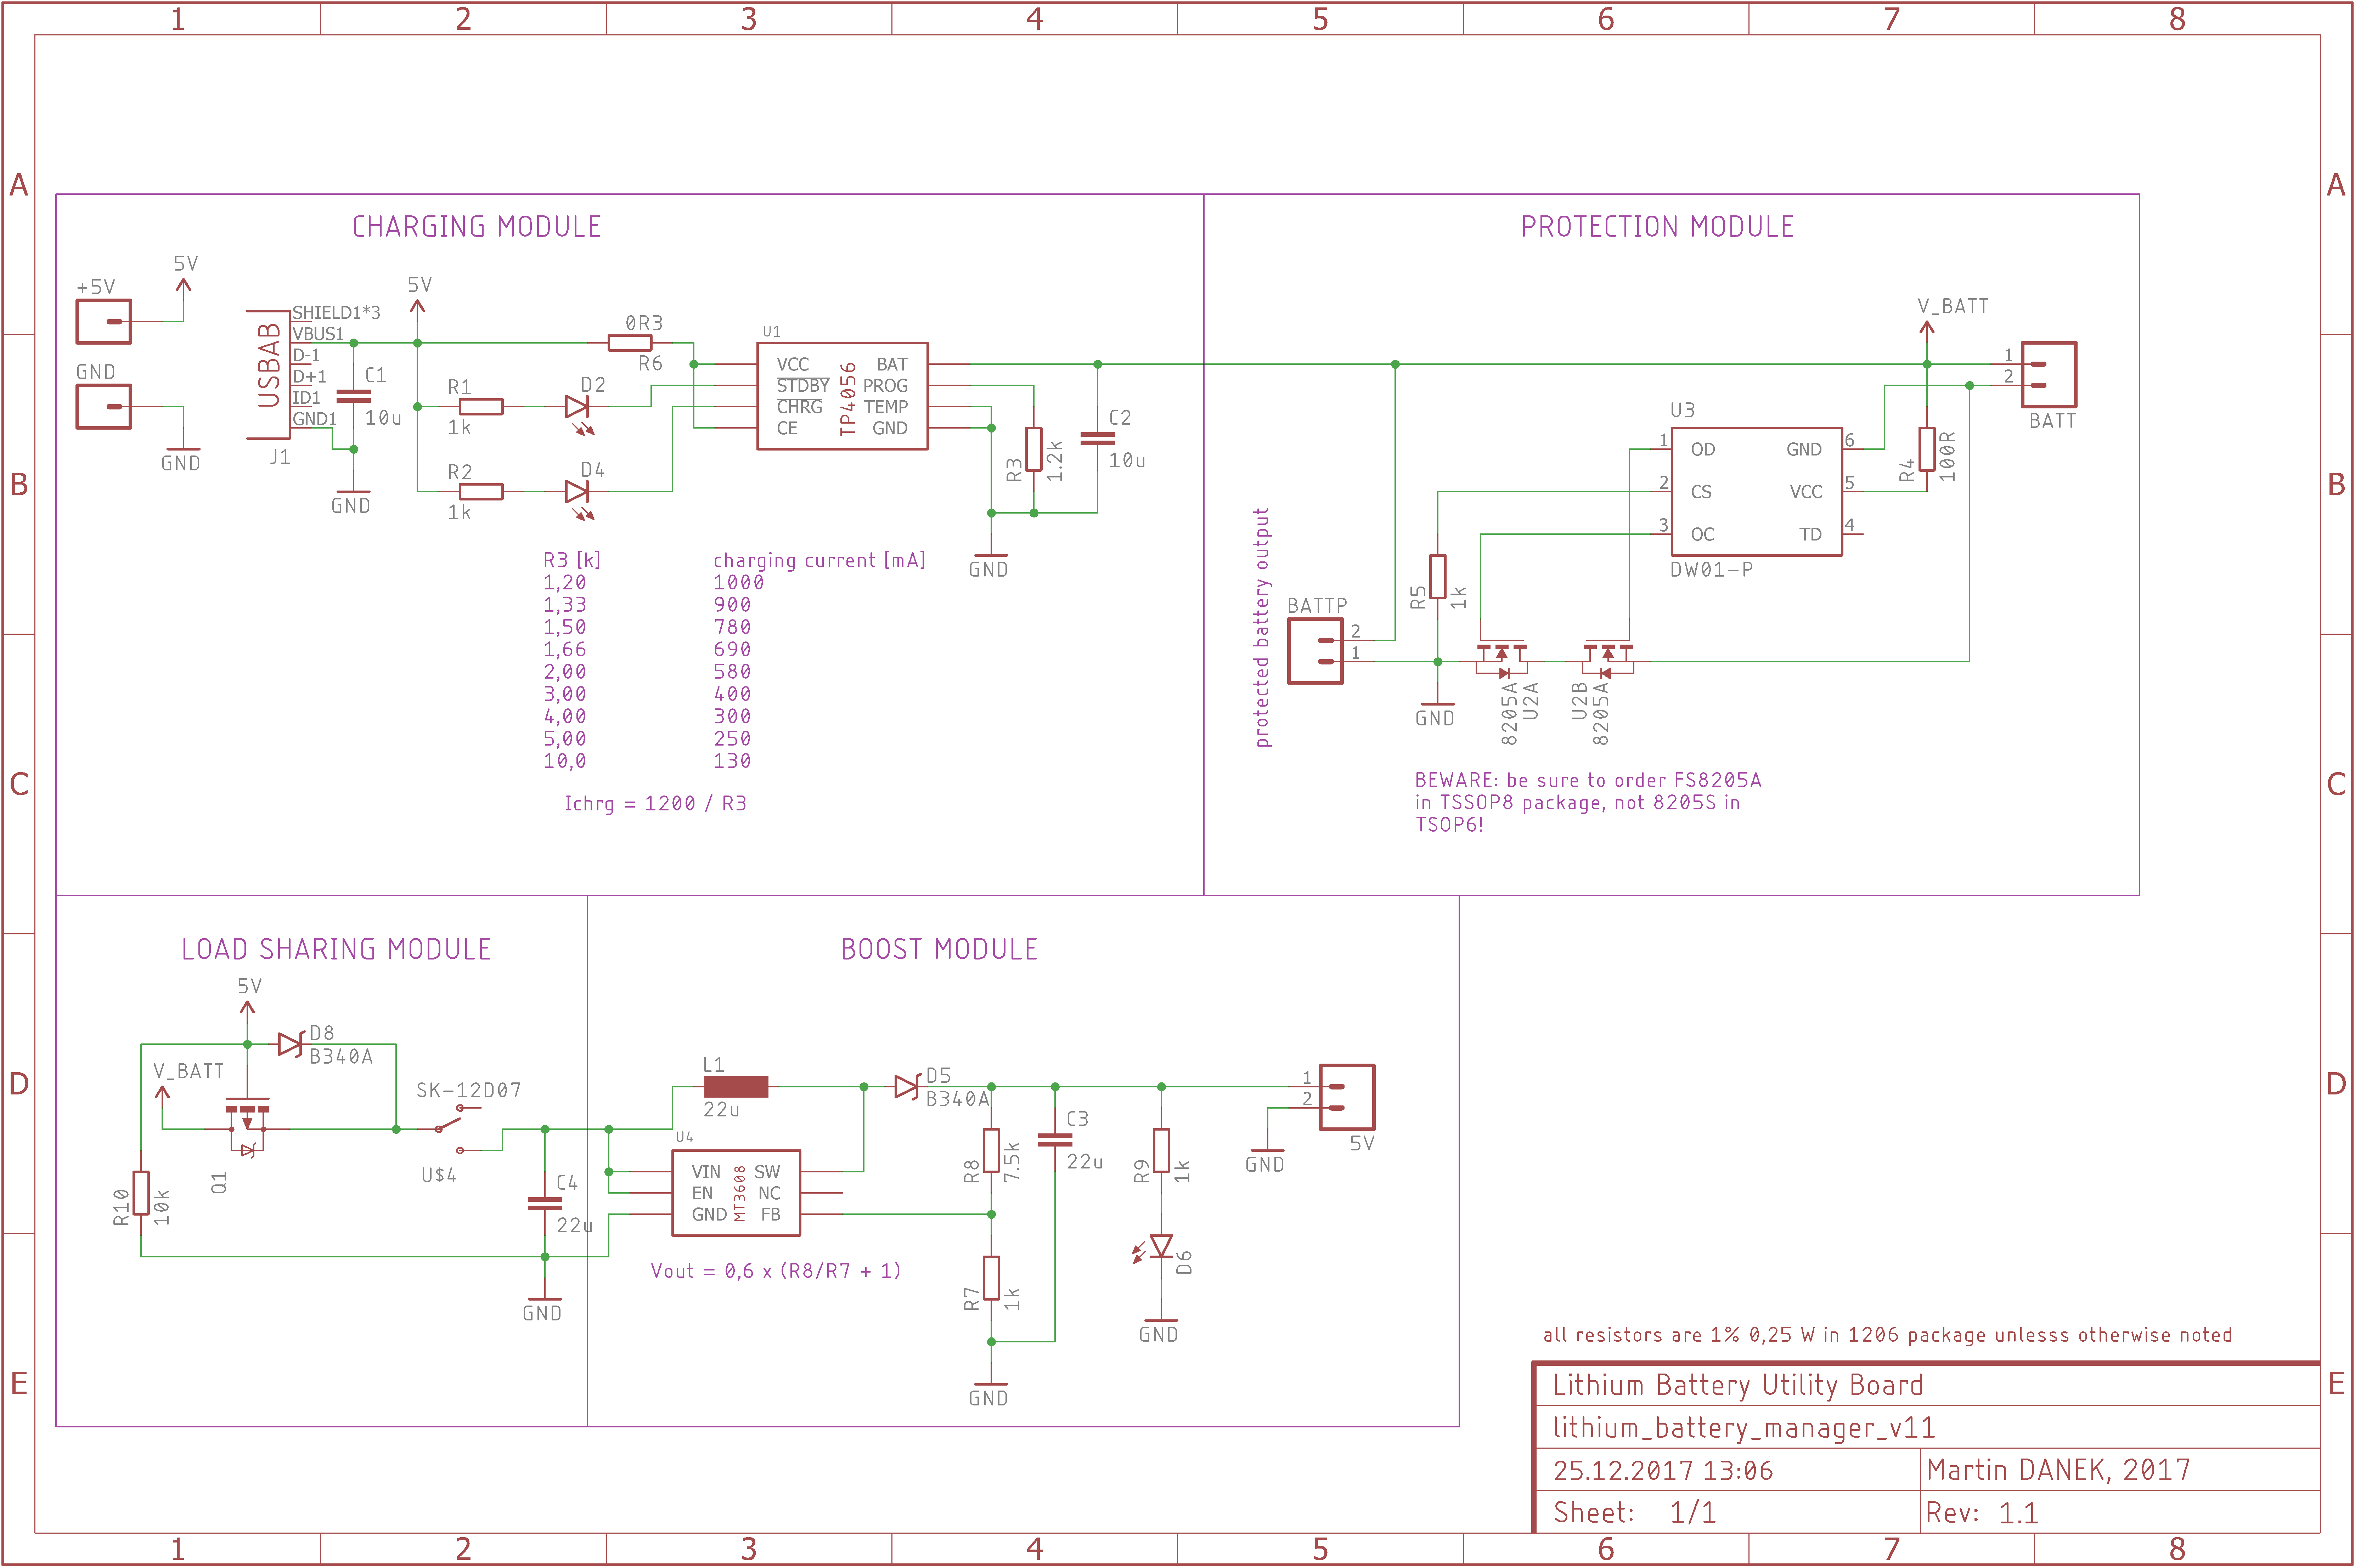 1 2 3 4 5 6 7 8
A A
B B
C C
D D
E E
CHARGING MODULE
+5V
5V
GND
GND
USBAB
SHIELD1*3
VBUS1
D-1
D+1
ID1
GND1
J1
C1
10u
GND
5V
R1
1k
D2
R2
1k
D4
0R3
R6
U1
TP4056
VCC
STDBY
CHRG
CE
BAT
PROG
TEMP
GND
R3
1.2k
C2
10u
GND
R3 [k] charging current [mA]
1,20 1000
1,33 900
1,50 780
1,66 690
2,00 580
3,00 400
4,00 300
5,00 250
10,0 130
Ichrg = 1200 / R3
PROTECTION MODULE
V_BATT
1
2
BATT
U3
1 OD
2 CS
3 OC
GND 6
VCC 5
TD 4
DW01-P
R4
100R
protected battery output
BATTP
2
1
R5
1k
GND
8205A
U2A
U2B
8205A
BEWARE: be sure to order FS8205A
in TSSOP8 package, not 8205S in
TSOP6!
LOAD SHARING MODULE
5V
D8
B340A
V_BATT
Q1
R10
10k
SK-12D07
U$4
C4
22u
GND
BOOST MODULE
L1
22u
U4
MT3608
VIN
EN
GND
SW
NC
FB
D5
B340A
R8
7.5k
R7
1k
C3
22u
R9
1k
D6
GND
GND
1
2
5V
GND
Vout = 0,6 x (R8/R7 + 1)
all resistors are 1% 0,25 W in 1206 package unlesss otherwise noted
Lithium Battery Utility Board
lithium_battery_manager_v11
25.12.2017 13:06
Martin DANEK, 2017
Sheet: 1/1
Rev: 1.1
1 2 3 4 5 6 7 8